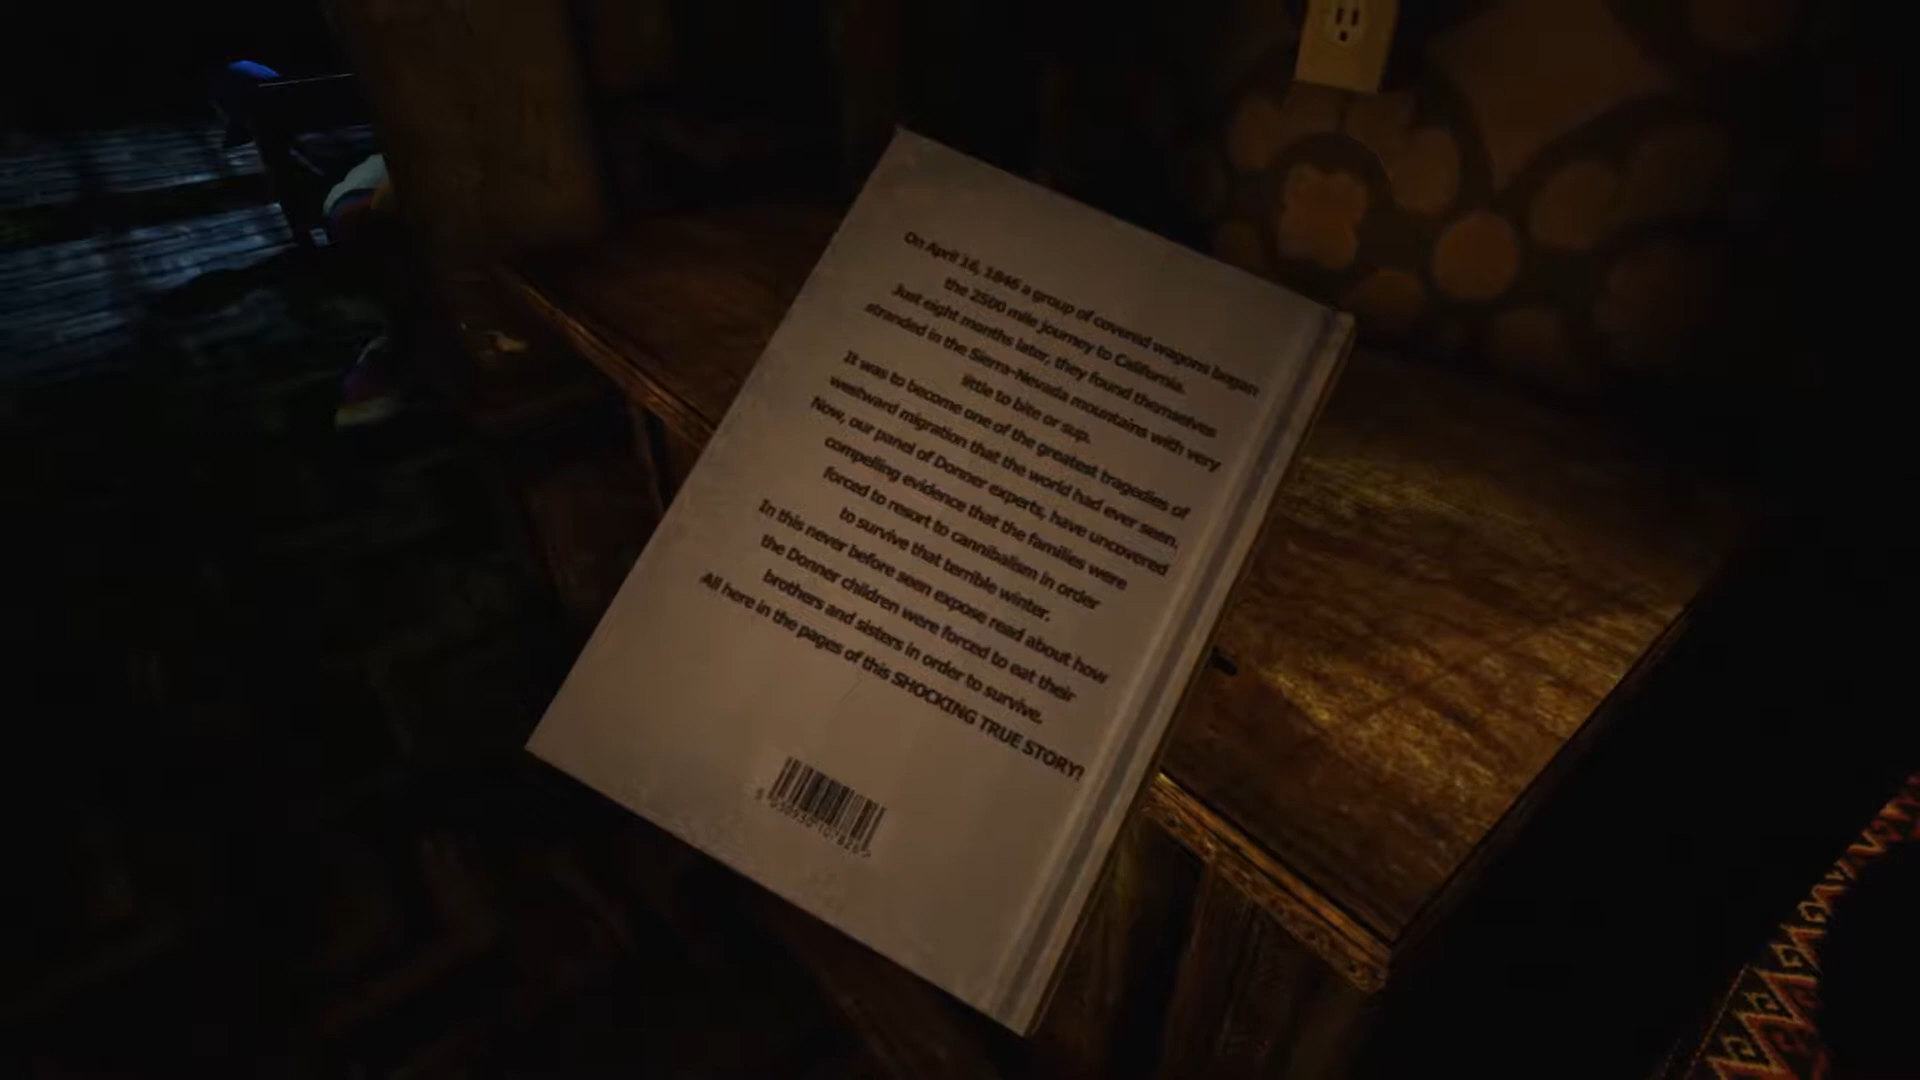 On April 16, 1846 a group of covered wagons began
the 2500 mile journey to California.
Just eight months later, they found themselves
stranded in the Sierra-Nevada mountains with very
little to bite or sup.
It was to become one of the greatest tragedies of
westward migration that the world had ever seen.
Now, our panel of Donner experts, have uncovered
compelling evidence that the families were
forced to resort to cannibalism in order
to survive that terrible winter.
In this never before seen expose read about how
the Donner children were forced to eat their
brothers and sisters in order to survive.
All here in the pages of this SHOCKING TRUE STORY!